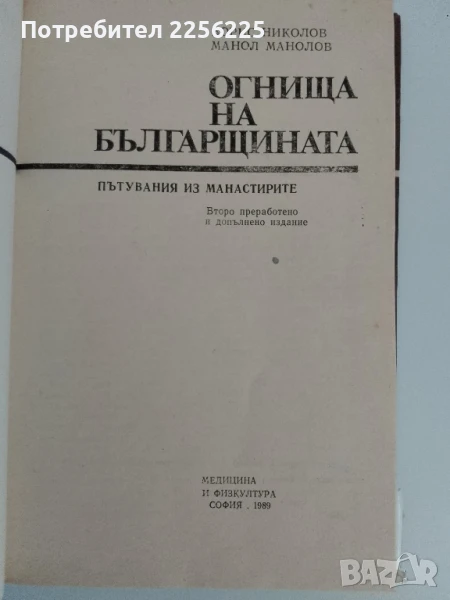 Потребител 2256225
НИКОЛОВ
МАНОЛ МАНОЛОВ
ОГНИЩА
НА
БЪЛГАРЩИНАТА
ПЪТУВАНИЯ ИЗ МАНАСТИРИТЕ
Второ преработено
и допълнено издание
МЕДИЦИНА
И ФИЗКУЛТУРА
СОФИЯ . 1989
BAZAR